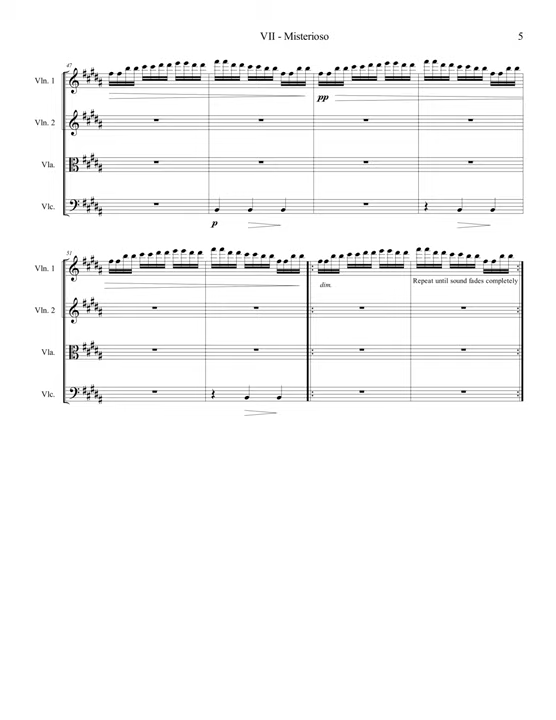 VII - Misterioso
5
47
Vln. 1
pp
Vln. 2
Vla.
Vlc.
p
51
Vln. 1
dim.
Repeat until sound fades completely
Vln. 2
Vla.
Vlc.